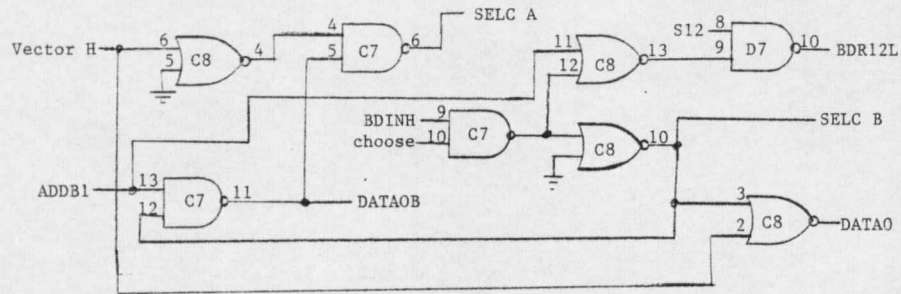 SELC A
4
6
5
C7
S12 8
9
D7
10
BDR12L
Vector H
6
5
C8
4
11
12
C8
13
BDINH 9
choose 10
C7
C8
10
SELC B
ADDB1
13
12
C7
11
DATAOB
3
2
C8
DATAO